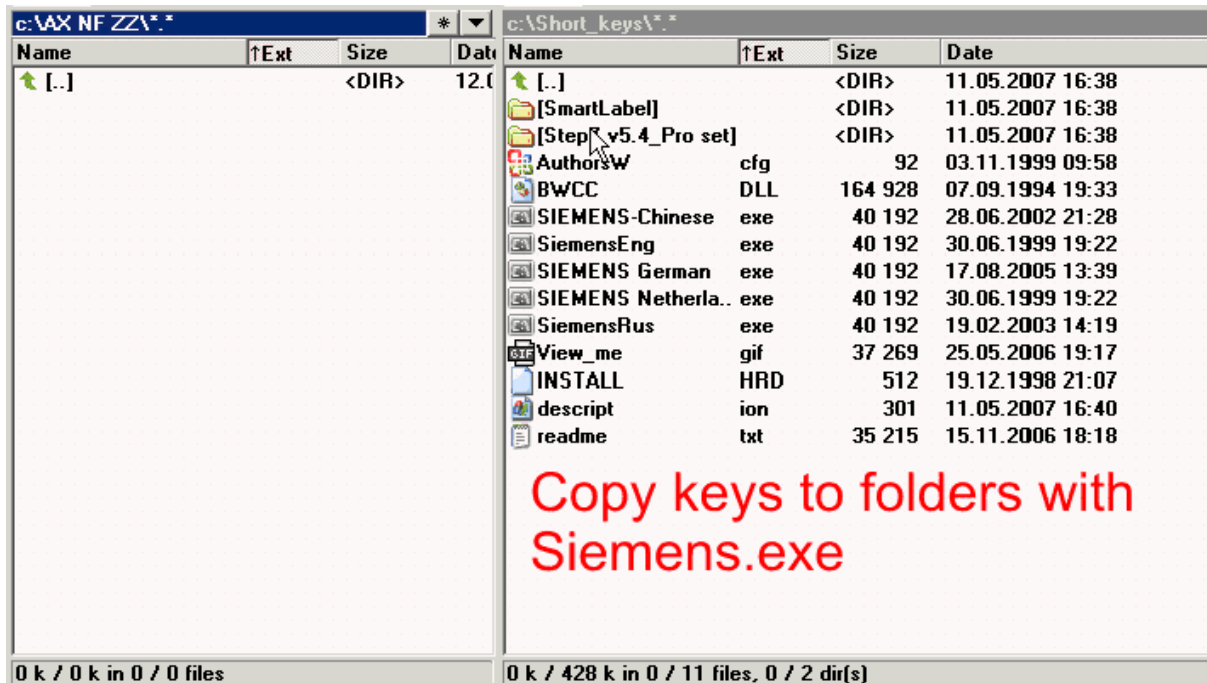 c:\AX NF ZZ\*.* * ▼
Name ↑Ext Size Date
[..] <DIR> 12.0
0 k / 0 k in 0 / 0 files
c:\Short_keys\*.*
Name ↑Ext Size Date
[..] <DIR> 11.05.2007 16:38
[SmartLabel] <DIR> 11.05.2007 16:38
[Step7_v5.4_Pro set] <DIR> 11.05.2007 16:38
AuthorsW cfg 92 03.11.1999 09:58
BWCC DLL 164 928 07.09.1994 19:33
SIEMENS-Chinese exe 40 192 28.06.2002 21:28
SiemensEng exe 40 192 30.06.1999 19:22
SIEMENS German exe 40 192 17.08.2005 13:39
SIEMENS Netherla.. exe 40 192 30.06.1999 19:22
SiemensRus exe 40 192 19.02.2003 14:19
View_me gif 37 269 25.05.2006 19:17
INSTALL HRD 512 19.12.1998 21:07
descript ion 301 11.05.2007 16:40
readme txt 35 215 15.11.2006 18:18
Copy keys to folders with
Siemens.exe
0 k / 428 k in 0 / 11 files, 0 / 2 dir(s)